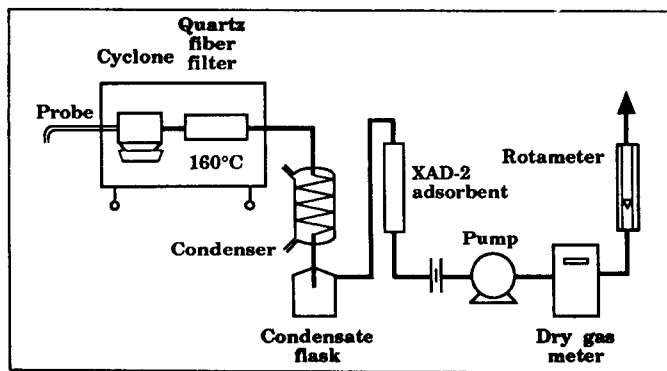 Quartz
fiber
filter
Cyclone
Probe
160°C
Condenser
Condensate
flask
XAD-2
adsorbent
Pump
Rotameter
Dry gas
meter